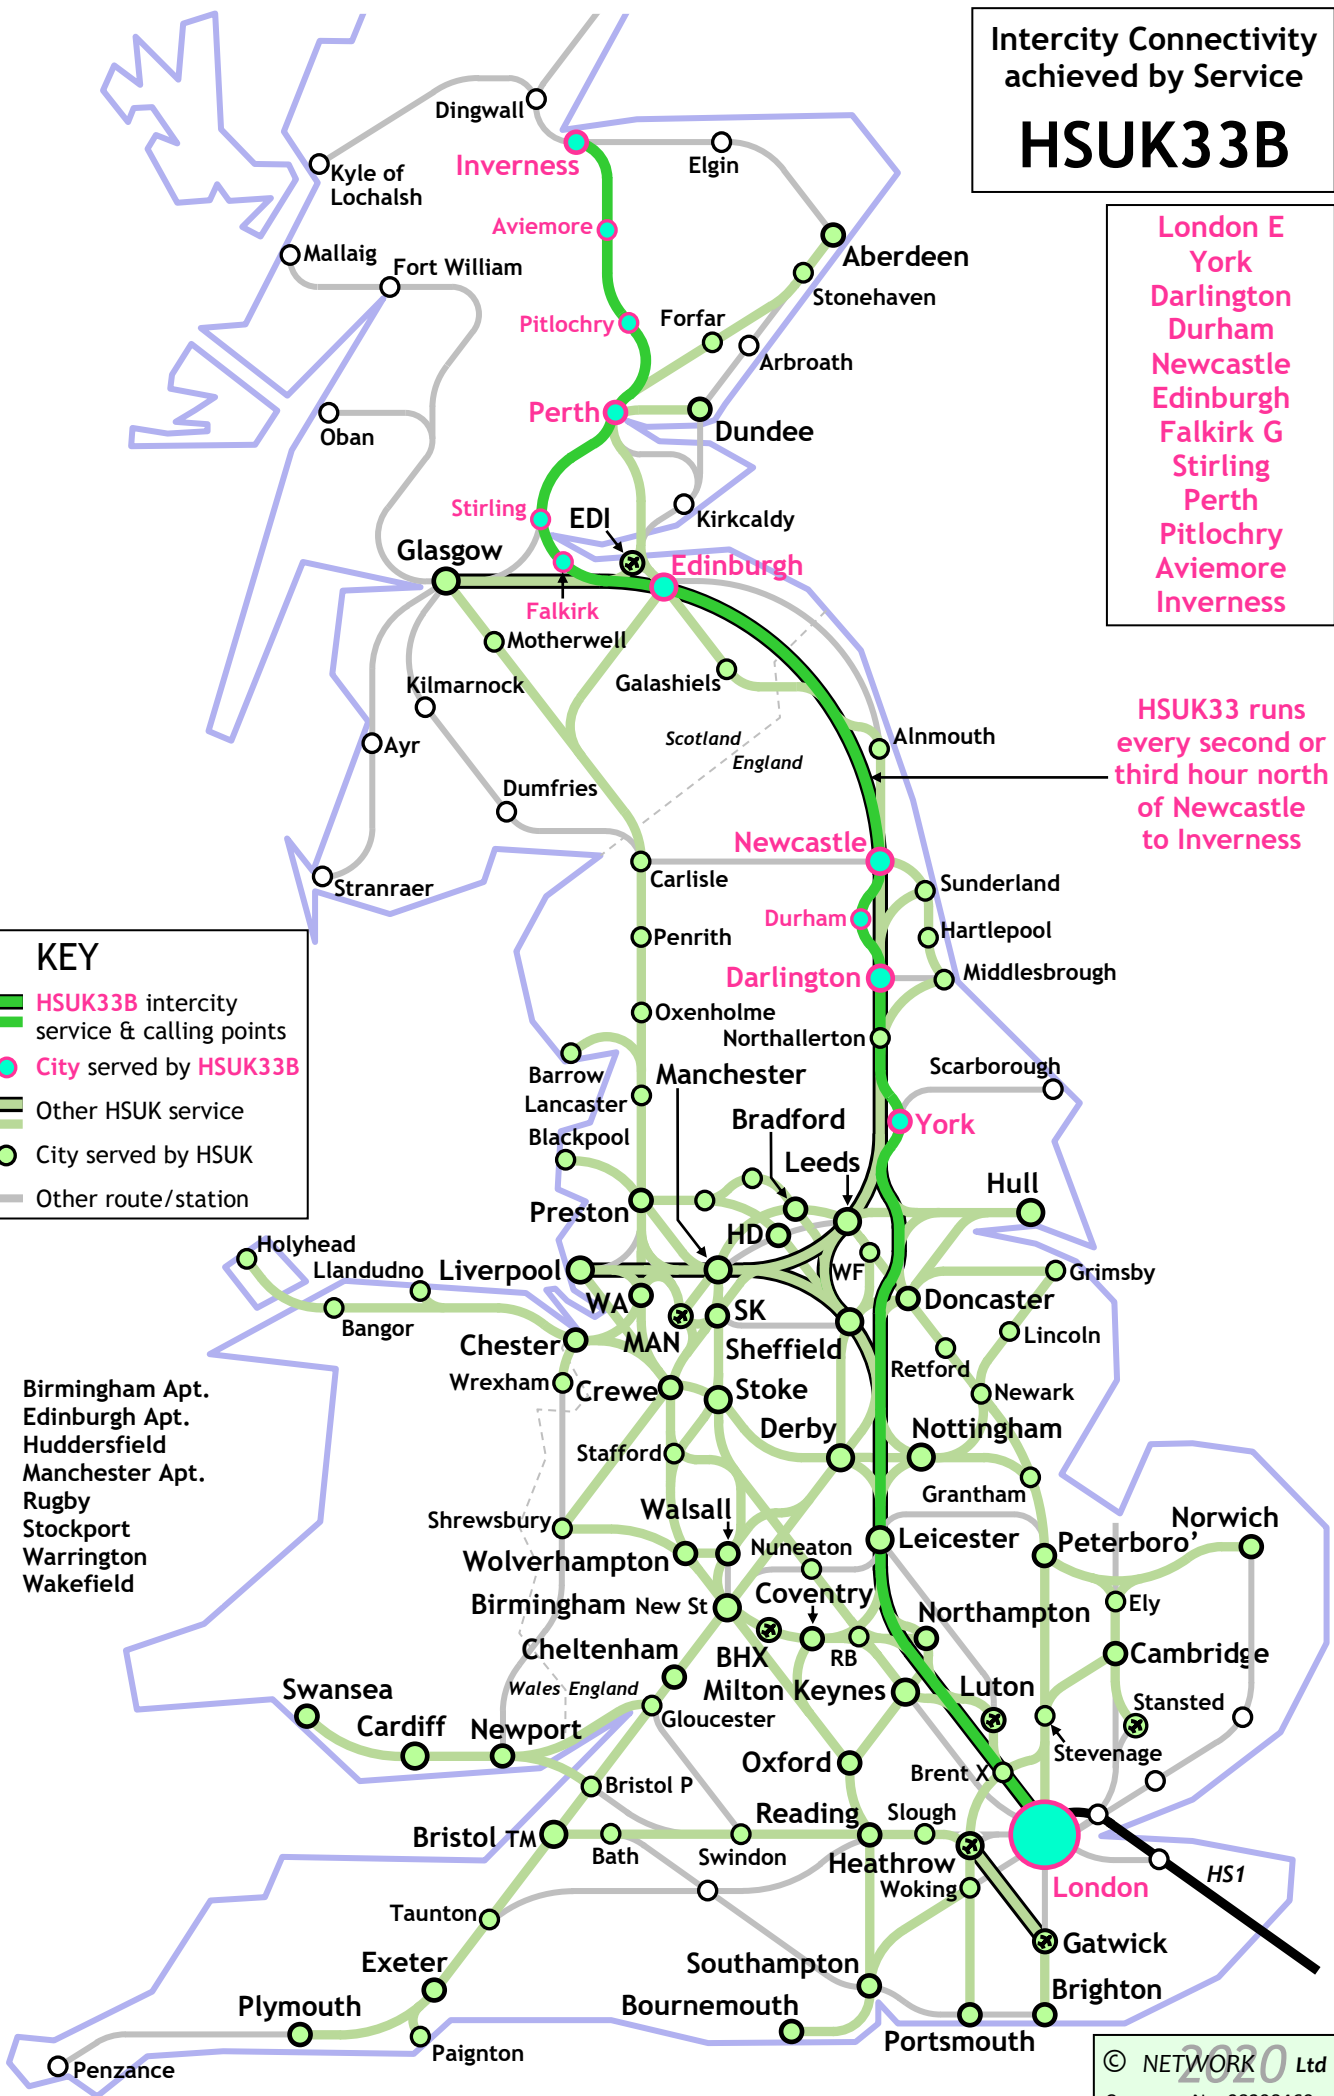 Intercity Connectivity
achieved by Service
HSUK33B
London E
York
Darlington
Durham
Newcastle
Edinburgh
Falkirk G
Stirling
Perth
Pitlochry
Aviemore
Inverness
HSUK33 runs
every second or
third hour north
of Newcastle
to Inverness
Dingwall
Inverness
Elgin
Kyle of
Lochalsh
Aviemore
Aberdeen
Mallaig
Fort William
Stonehaven
Pitlochry
Forfar
Arbroath
Perth
Dundee
Oban
Stirling
EDI
Kirkcaldy
Glasgow
Edinburgh
Falkirk
Motherwell
Galashiels
Kilmarnock
Ayr
Scotland
England
Alnmouth
Dumfries
Newcastle
Carlisle
Stranraer
Sunderland
Durham
Hartlepool
Penrith
Darlington
Middlesbrough
Oxenholme
Northallerton
Barrow
Manchester
Scarborough
Lancaster
Bradford
York
Blackpool
Leeds
Preston
Hull
HD
KEY
HSUK33B intercity
service & calling points
City served by HSUK33B
Other HSUK service
City served by HSUK
Other route/station
Holyhead
Llandudno
Liverpool
WF
Grimsby
Bangor
WA
SK
Doncaster
Chester
MAN
Sheffield
Lincoln
Retford
Wrexham
Crewe
Stoke
Newark
Derby
Nottingham
Stafford
Grantham
Birmingham Apt.
Edinburgh Apt.
Huddersfield
Manchester Apt.
Rugby
Stockport
Warrington
Wakefield
Walsall
Norwich
Shrewsbury
Leicester
Peterboro'
Wolverhampton
Nuneaton
Coventry
Birmingham New St
Northampton
Ely
Cheltenham
BHX
RB
Cambridge
Wales England
Milton Keynes
Luton
Swansea
Stansted
Cardiff
Newport
Gloucester
Stevenage
Oxford
Brent X
Bristol P
Reading
Slough
Bristol TM
Bath
Swindon
Heathrow
Woking
London
HS1
Taunton
Gatwick
Exeter
Southampton
Brighton
Plymouth
Bournemouth
Portsmouth
Paignton
Penzance
© NETWORK 2020 Ltd